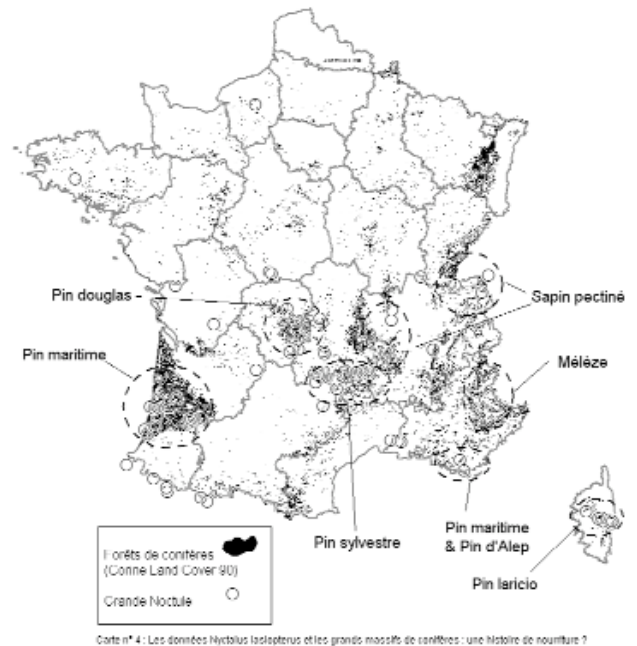 Pin douglas
Sapin pectiné
Pin maritime
Mélèze
Pin sylvestre
Pin maritime
& Pin d'Alep
Pin laricio
Forêts de conifères
(Corine Land Cover 90)
Grande Noctule
Carte n° 4 : Les données Nyctalus lasiopterus et les grands massifs de conifères : une histoire de nourriture ?